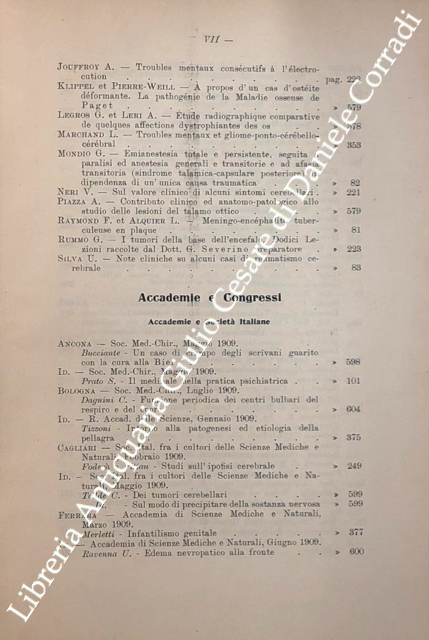 — VII —
JOUFFROY A. — Troubles mentaux consécutifs à l'électro-
cution . . . . . . . pag. 222
KLIPPEL et PIERRE-WEILL — A propos d'un cas d'ostéite
déformante. La pathogénie de la Maladie osseuse de
Paget . . . . . . . » 579
LEGROS G. et LERI A. — Étude radiographique comparative
de quelques affections dystrophiantes des os . . » 578
MARCHAND L. — Troubles mentaux et gliome-ponto-cérébello-
cérébral . . . . . . . » 353
MONDIO G. — Emianestesia totale e persistente, seguita a
paralisi ed anestesia generali e transitorie e ad afasia
transitoria (sindrome talamica-capsulare posteriore) in
dipendenza di un'unica causa traumatica . . » 82
NERI V. — Sul valore clinico di alcuni sintomi cerebellari . » 221
PIAZZA A. — Contributo clinico ed anatomo-patologico allo
studio delle lesioni del talamo ottico . . . » 579
RAYMOND F. et ALQUIER L. — Meningo-encéphalite tuber-
culeuse en plaque . . . . . » 81
RUMMO G. — I tumori della base dell'encefalo. Dodici Le-
zioni raccolte dal Dott. G. Severino preparatore . » 223
SILVA U. — Note cliniche su alcuni casi di reumatismo ce-
rebrale . . . . . . . » 83
Accademie e Congressi
Accademie e Società Italiane
ANCONA — Soc. Med.-Chir., Maggio 1909.
Bucciante - Un caso di crampo degli scrivani guarito
con la cura alla Bier . . . . . » 598
ID. — Soc. Med.-Chir., Maggio 1909.
Prato S. - Il medico nella pratica psichiatrica . . » 101
BOLOGNA — Soc. Med.-Chir., Luglio 1909.
Dagnini C. - Funzione periodica dei centri bulbari del
respiro e del . . . . . » 604
ID. — R. Accad. delle Scienze, Gennaio 1909.
Tizzoni - alla patogenesi ed etiologia della
pellagra . . . . . . » 375
CAGLIARI — Soc. tal. fra i cultori delle Scienze Mediche e
Naturali, Febbraio 1909.
- Studi sull'ipofisi cerebrale . . » 249
ID. — Soc. fra i cultori delle Scienze Mediche e Na-
turali, Maggio 1909.
C. - Dei tumori cerebellari . . . » 599
- Sul modo di precipitare della sostanza nervosa » 599
FERRARA — Accademia di Scienze Mediche e Naturali,
Marzo 1909.
Merletti - Infantilismo genitale . . . . » 377
— Accademia di Scienze Mediche e Naturali, Giugno 1909.
Ravenna U. - Edema nevropatico alla fronte . . » 600
Libreria Antiquaria Giulio Cesare di Daniele Corradi